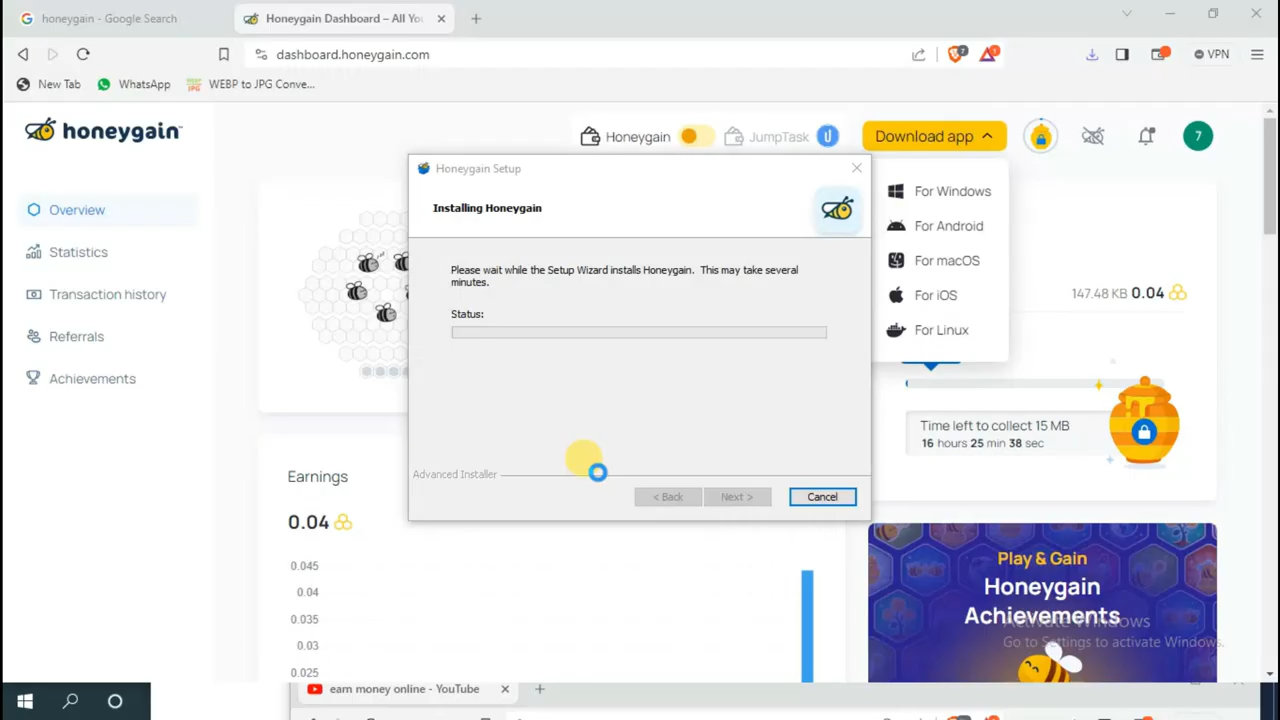 honeygain - Google Search
Honeygain Dashboard – All Yo
dashboard.honeygain.com
VPN
New Tab
WhatsApp
WEBP to JPG Conve...
honeygain
Honeygain
JumpTask
Download app
7
Overview
Statistics
Transaction history
Referrals
Achievements
Honeygain Setup
Installing Honeygain
Please wait while the Setup Wizard installs Honeygain. This may take several
minutes.
Status:
Advanced Installer
< Back
Next >
Cancel
For Windows
For Android
For macOS
For iOS
For Linux
147.48 KB 0.04
Time left to collect 15 MB
16 hours 25 min 38 sec
Earnings
0.04
0.045
0.04
0.035
0.03
0.025
Play & Gain
Honeygain
Achievements
Activate Windows
Go to Settings to activate Windows.
earn money online - YouTube